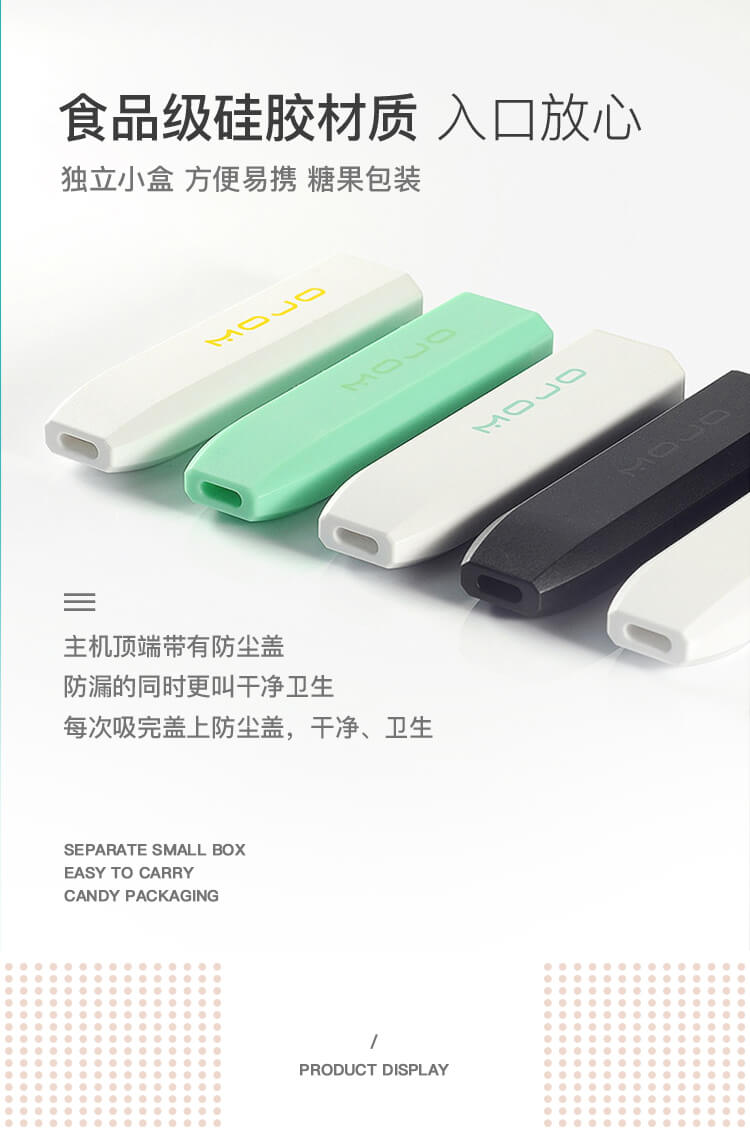 食品级硅胶材质 入口放心
独立小盒 方便易携 糖果包装
MOJO
MOJO
MOJO
MOJO
主机顶端带有防尘盖
防漏的同时更叫干净卫生
每次吸完盖上防尘盖，干净、卫生
SEPARATE SMALL BOX
EASY TO CARRY
CANDY PACKAGING
/
PRODUCT DISPLAY